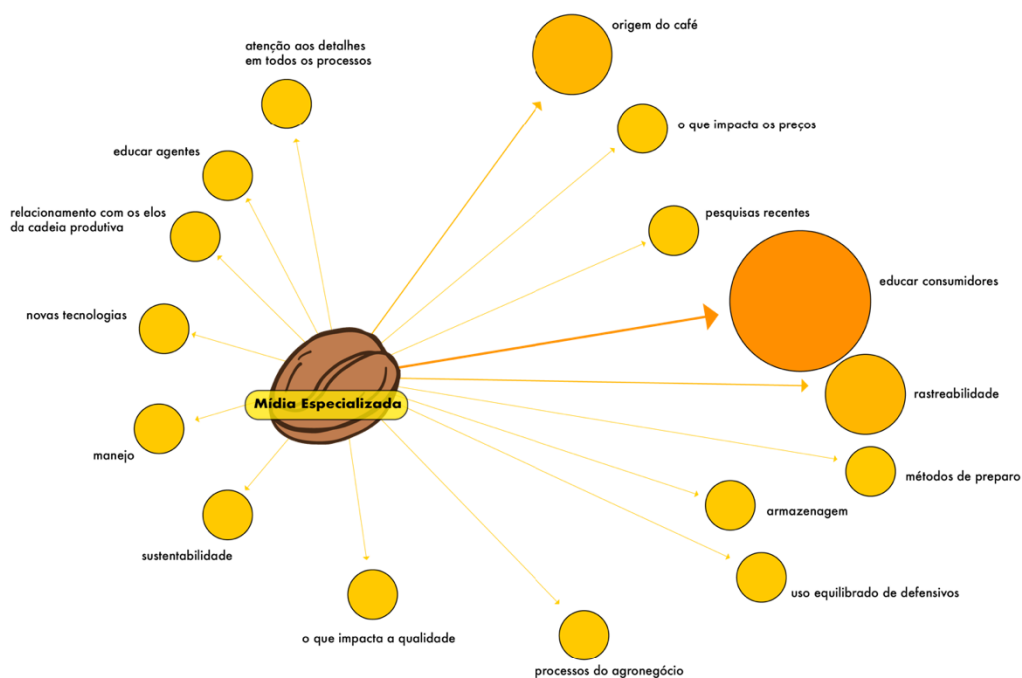 origem do café
atenção aos detalhes
em todos os processos
o que impacta os preços
educar agentes
relacionamento com os elos
da cadeia produtiva
pesquisas recentes
educar consumidores
novas tecnologias
rastreabilidade
Mídia Especializada
manejo
métodos de preparo
armazenagem
sustentabilidade
uso equilibrado de defensivos
o que impacta a qualidade
processos do agronegócio